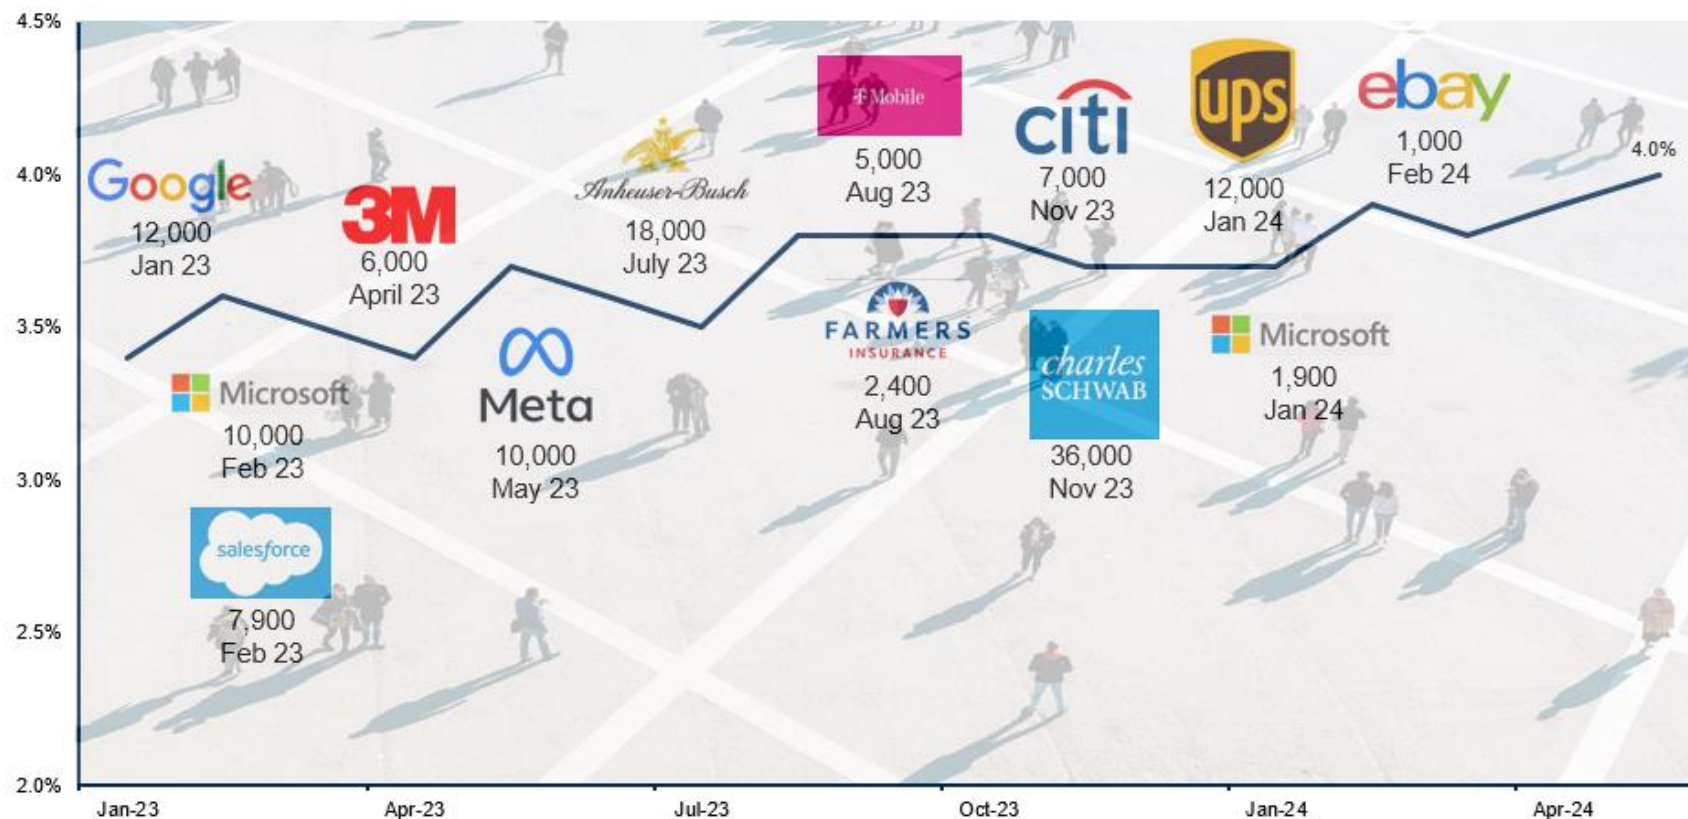 4.5%
4.0%
3.5%
3.0%
2.5%
2.0%
Google
12,000
Jan 23
Microsoft
10,000
Feb 23
salesforce
7,900
Feb 23
3M
6,000
April 23
Meta
10,000
May 23
Anheuser-Busch
18,000
July 23
T Mobile
5,000
Aug 23
FARMERS
INSURANCE
2,400
Aug 23
citi
7,000
Nov 23
charles
SCHWAB
36,000
Nov 23
ups
12,000
Jan 24
Microsoft
1,900
Jan 24
ebay
1,000
Feb 24
4.0%
Jan-23
Apr-23
Jul-23
Oct-23
Jan-24
Apr-24